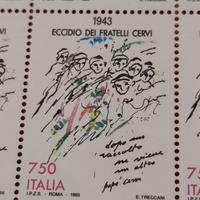 1943
ECCIDIO DEI FRATELLI CERVI
dopo un
raccolto
ne viene
un altro
papà Cervi
750
ITALIA
I.P.Z.S. - ROMA - 1993
E. TRECCANI